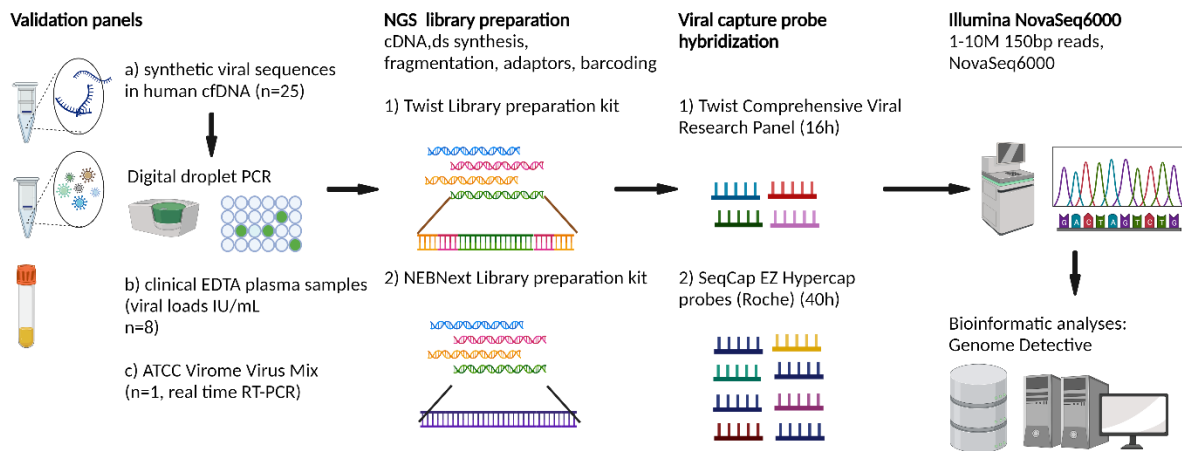 Validation panels
a) synthetic viral sequences
in human cfDNA (n=25)
Digital droplet PCR
b) clinical EDTA plasma samples
(viral loads IU/mL
n=8)
c) ATCC Virome Virus Mix
(n=1, real time RT-PCR)
NGS library preparation
cDNA,ds synthesis,
fragmentation, adaptors, barcoding
1) Twist Library preparation kit
2) NEBNext Library preparation kit
Viral capture probe
hybridization
1) Twist Comprehensive Viral
Research Panel (16h)
2) SeqCap EZ Hypercap
probes (Roche) (40h)
Illumina NovaSeq6000
1-10M 150bp reads,
NovaSeq6000
G A C T A G T C T G
Bioinformatic analyses:
Genome Detective